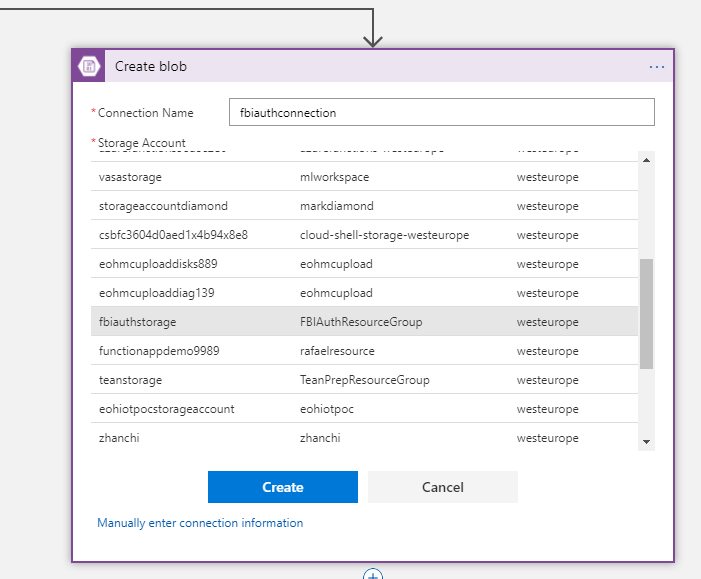 Create blob
* Connection Name fbiauthconnection
* Storage Account
westeurope
vasastorage mlworkspace westeurope
storageaccountdiamond markdiamond westeurope
csbfc3604d0aed1x4b94x8e8 cloud-shell-storage-westeurope westeurope
eohmcuploaddisks889 eohmcupload westeurope
eohmcuploaddiag139 eohmcupload westeurope
fbiauthstorage FBIAuthResourceGroup westeurope
functionappdemo9989 rafaelresource westeurope
teanstorage TeanPrepResourceGroup westeurope
eohiotpocstorageaccount eohiotpoc westeurope
zhanchi zhanchi westeurope
Create Cancel
Manually enter connection information